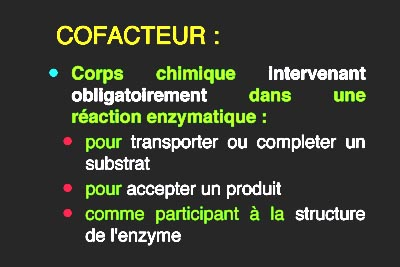 COFACTEUR :
Corps chimique intervenant
obligatoirement dans une
réaction enzymatique :
pour transporter ou completer un
substrat
pour accepter un produit
comme participant à la structure
de l'enzyme